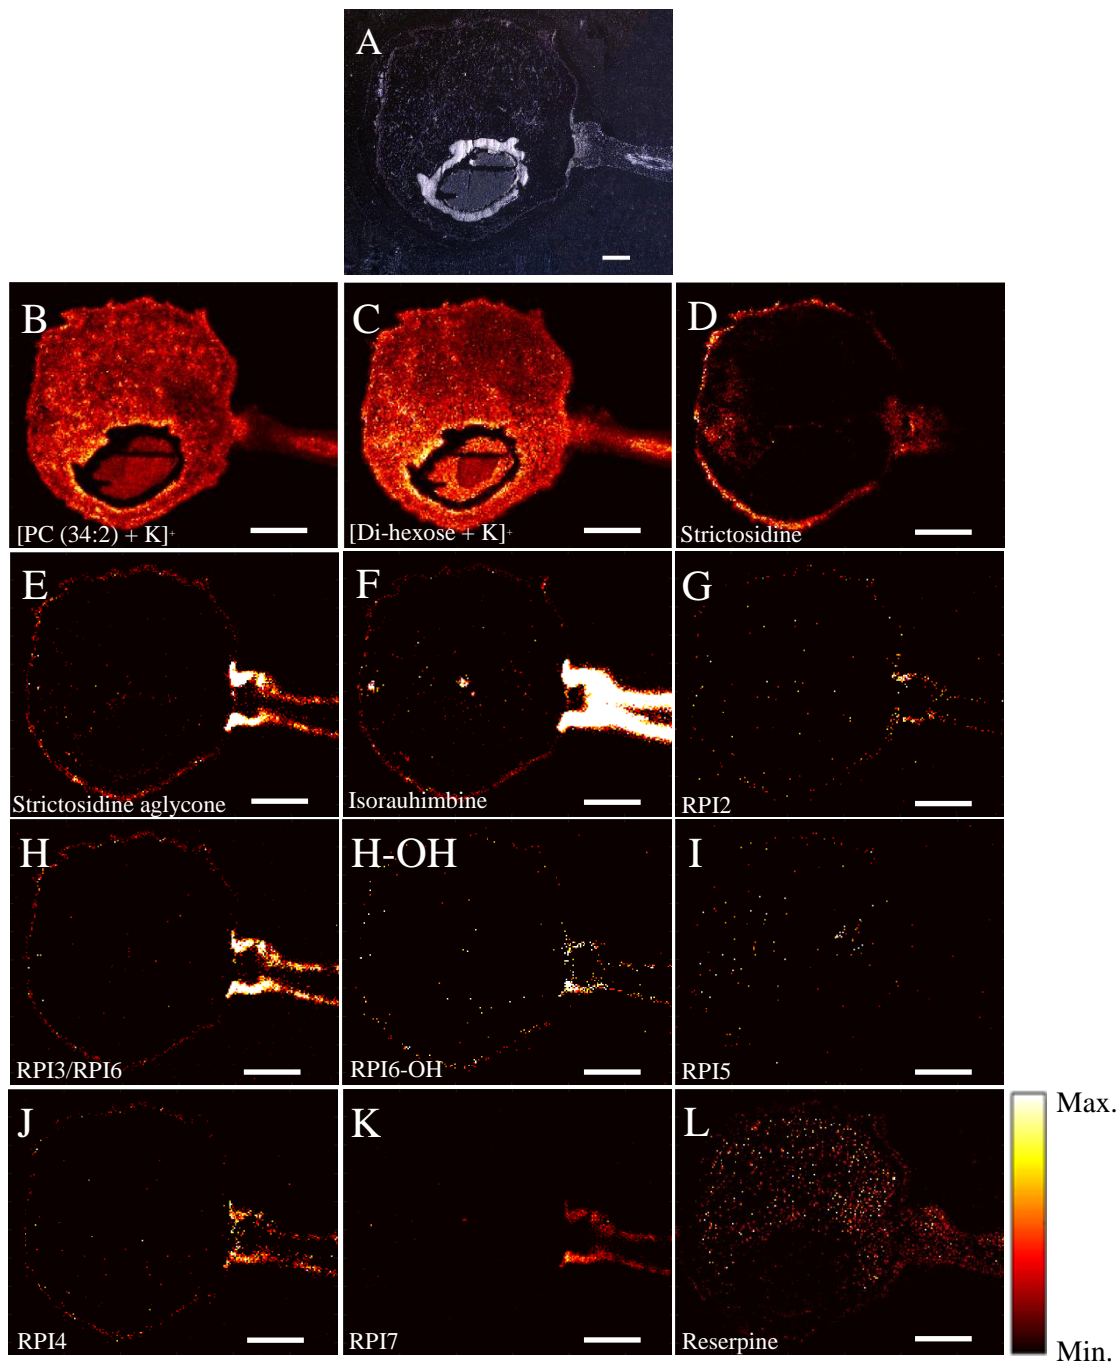 A
B
[PC (34:2) + K]+
C
[Di-hexose + K]+
D
Strictosidine
E
Strictosidine aglycone
F
Isorauhimbine
G
RPI2
H
RPI3/RPI6
H-OH
RPI6-OH
I
RPI5
J
RPI4
K
RPI7
L
Reserpine
Max.
Min.